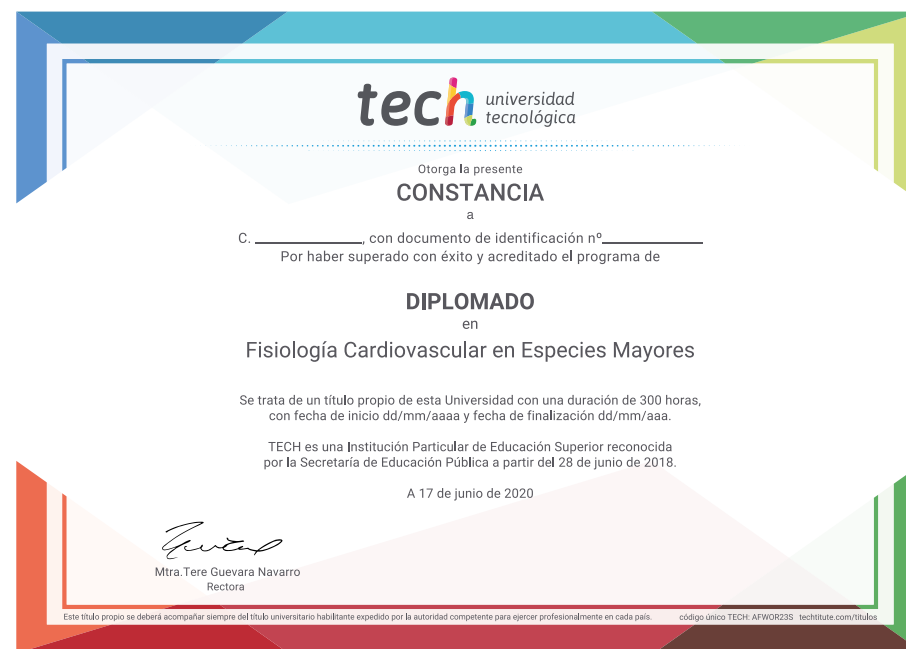 tech universidad
tecnológica
Otorga la presente
CONSTANCIA
a
C. ______________, con documento de identificación nº_____________
Por haber superado con éxito y acreditado el programa de
DIPLOMADO
en
Fisiología Cardiovascular en Especies Mayores
Se trata de un título propio de esta Universidad con una duración de 300 horas,
con fecha de inicio dd/mm/aaaa y fecha de finalización dd/mm/aaa.
TECH es una Institución Particular de Educación Superior reconocida
por la Secretaría de Educación Pública a partir del 28 de junio de 2018.
A 17 de junio de 2020
Mtra.Tere Guevara Navarro
Rectora
Este título propio se deberá acompañar siempre del título universitario habilitante expedido por la autoridad competente para ejercer profesionalmente en cada país. código único TECH: AFWOR23S techtitute.com/titulos